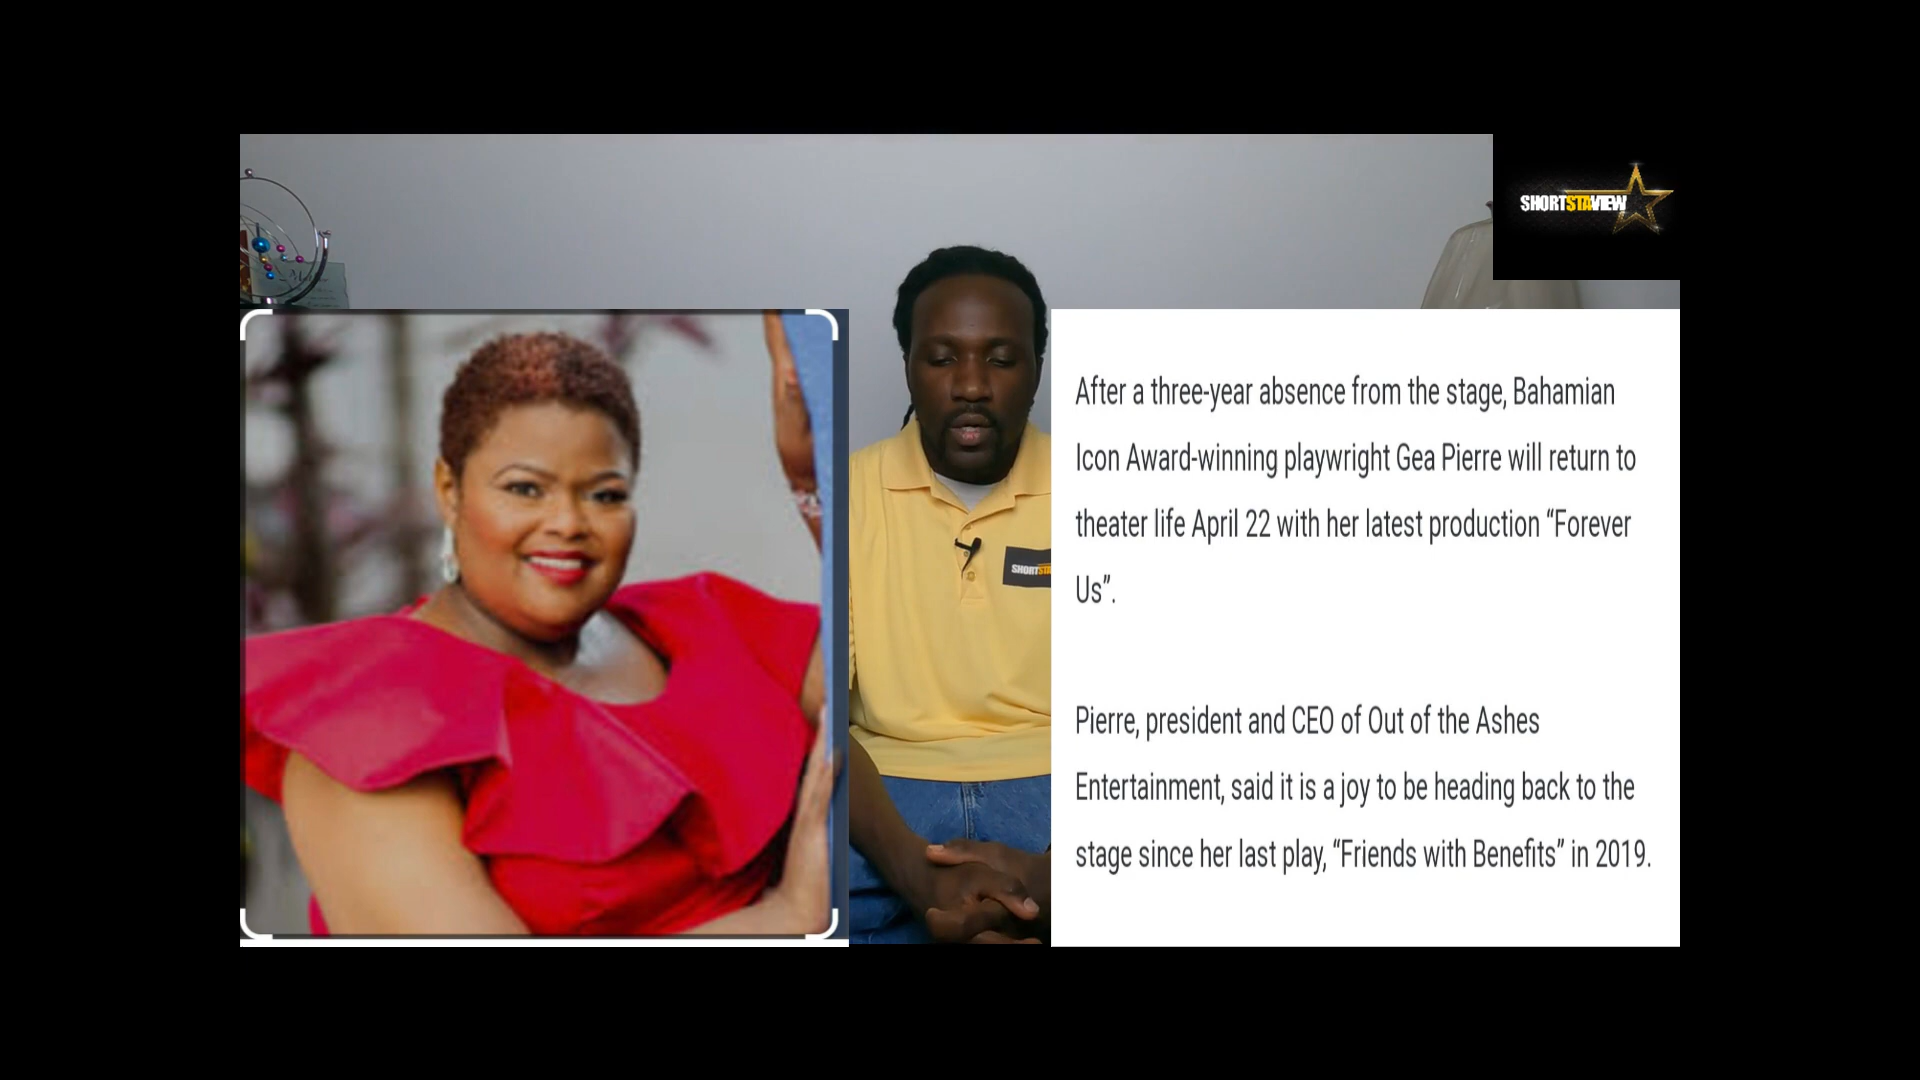 SHORTSTAVIEW
After a three-year absence from the stage, Bahamian
Icon Award-winning playwright Gea Pierre will return to
theater life April 22 with her latest production “Forever
Us”.
Pierre, president and CEO of Out of the Ashes
Entertainment, said it is a joy to be heading back to the
stage since her last play, “Friends with Benefits” in 2019.
SHORTSTA